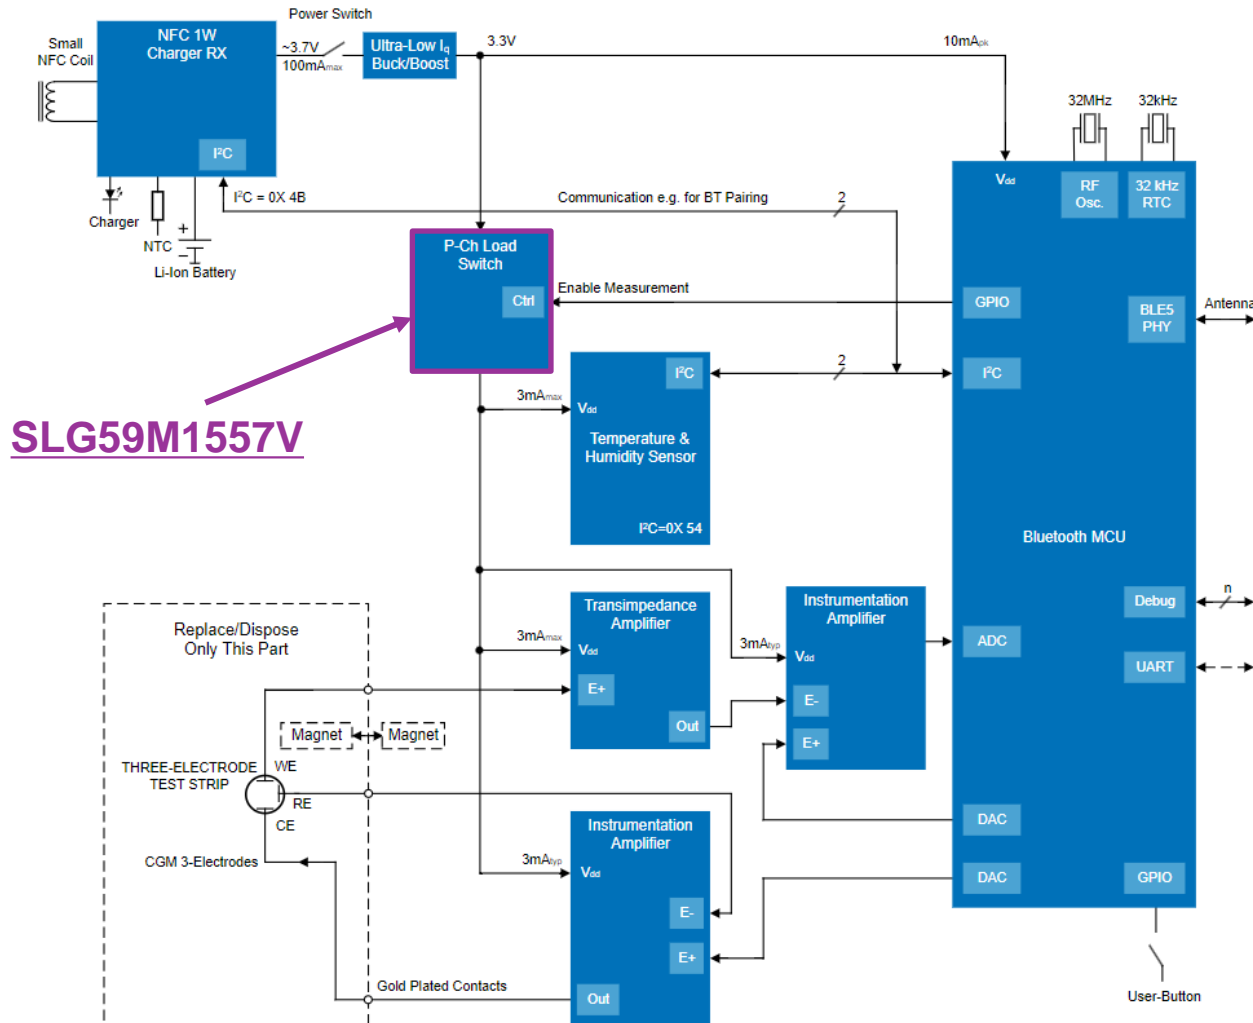 Power Switch
Small
NFC Coil
NFC 1W
Charger RX
~3.7V
100mAmax
Ultra-Low Iq
Buck/Boost
3.3V
10mApk
32MHz
32kHz
I²C
I²C = 0X 4B
Communication e.g. for BT Pairing
2
Vdd
RF
Osc.
32 kHz
RTC
Charger
NTC
+
−
Li-Ion Battery
P-Ch Load
Switch
Ctrl
Enable Measurement
GPIO
BLE5
PHY
Antenna
SLG59M1557V
I²C
2
I²C
3mAmax
Vdd
Temperature &
Humidity Sensor
I²C=0X 54
Bluetooth MCU
Replace/Dispose
Only This Part
Transimpedance
Amplifier
3mAmax
Vdd
E+
Out
Instrumentation
Amplifier
3mAtyp
Vdd
E-
E+
ADC
Debug
n
UART
Magnet
Magnet
THREE-ELECTRODE
TEST STRIP
WE
RE
CE
CGM 3-Electrodes
Instrumentation
Amplifier
3mAtyp
Vdd
E-
E+
Out
DAC
DAC
GPIO
Gold Plated Contacts
User-Button